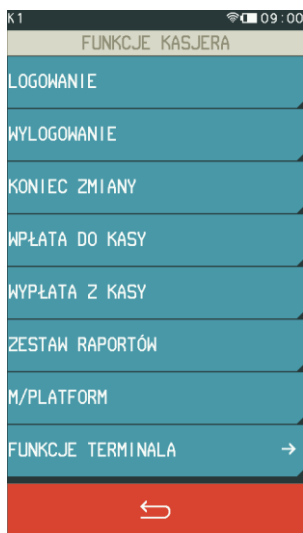 K1 09:00
FUNKCJE KASJERA
LOGOWANIE
WYLOGOWANIE
KONIEC ZMIANY
WPŁATA DO KASY
WYPŁATA Z KASY
ZESTAW RAPORTÓW
M/PLATFORM
FUNKCJE TERMINALA